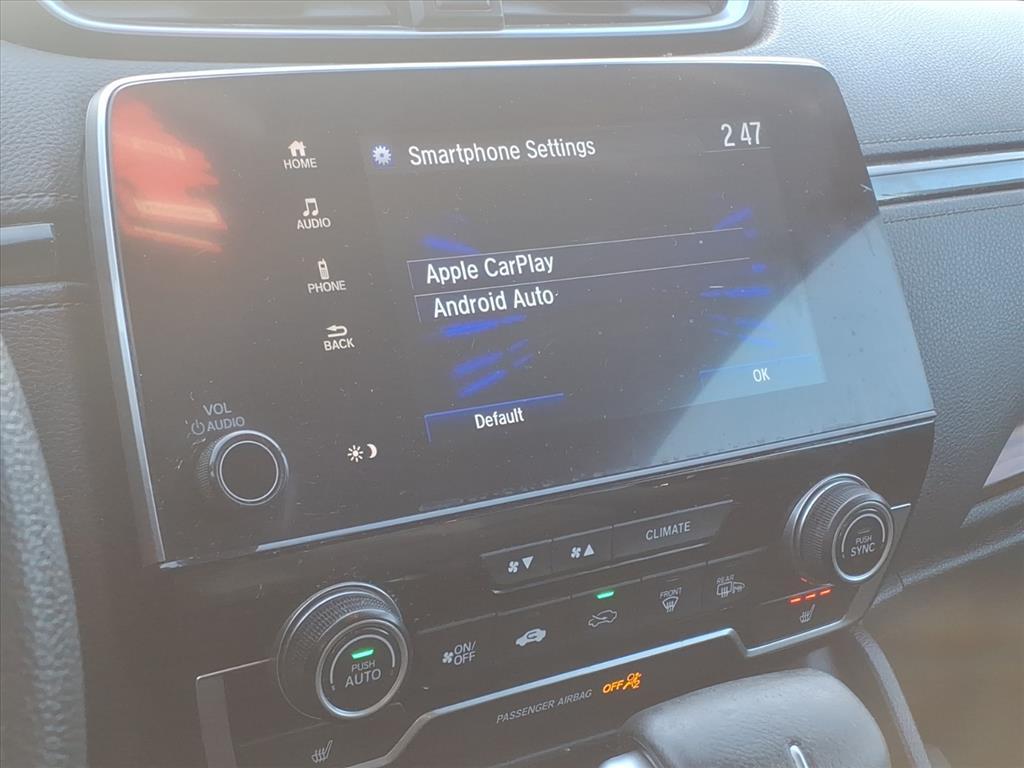 Smartphone Settings
2 47
HOME
AUDIO
PHONE
BACK
Apple CarPlay
Android Auto
Default
OK
VOL
AUDIO
CLIMATE
PUSH
SYNC
PUSH
AUTO
ON/
OFF
FRONT
REAR
PASSENGER AIRBAG OFF